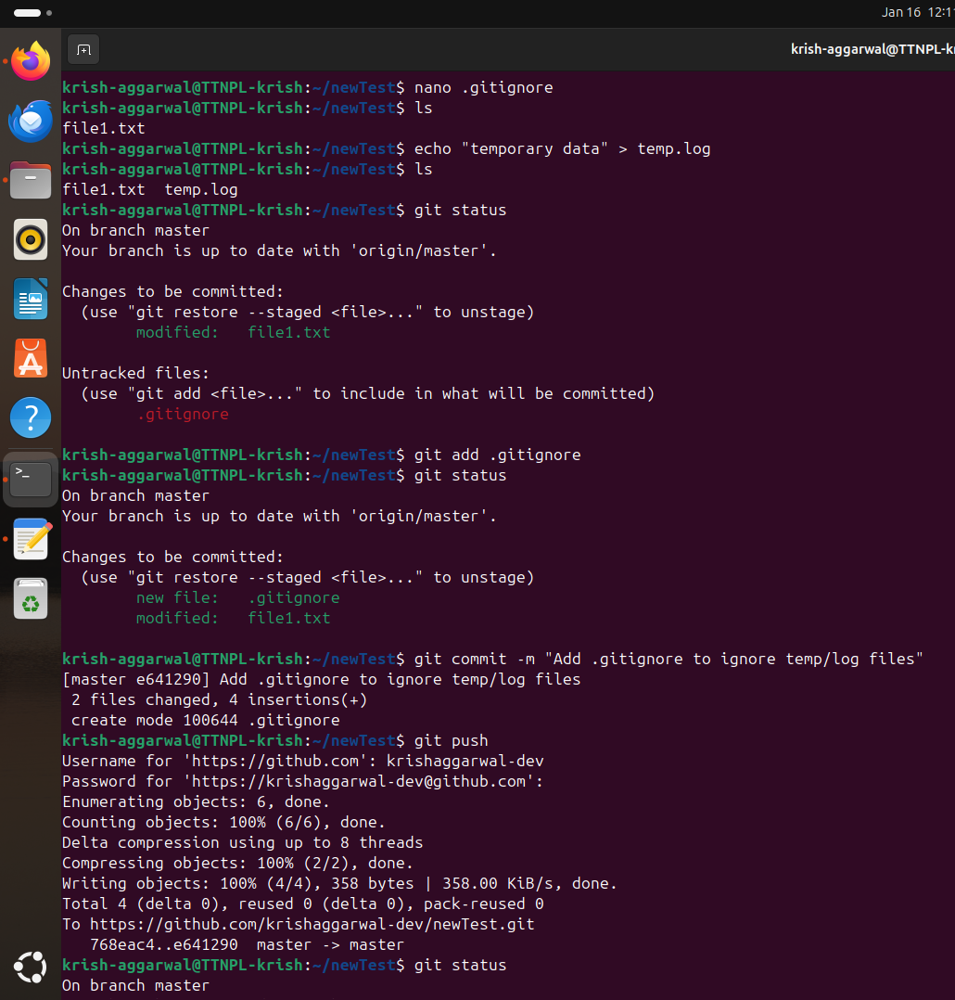 Jan 16 12:1
krish-aggarwal@TTNPL-k
krish-aggarwal@TTNPL-krish:~/newTest$ nano .gitignore
krish-aggarwal@TTNPL-krish:~/newTest$ ls
file1.txt
krish-aggarwal@TTNPL-krish:~/newTest$ echo "temporary data" > temp.log
krish-aggarwal@TTNPL-krish:~/newTest$ ls
file1.txt  temp.log
krish-aggarwal@TTNPL-krish:~/newTest$ git status
On branch master
Your branch is up to date with 'origin/master'.

Changes to be committed:
  (use "git restore --staged <file>..." to unstage)
        modified:   file1.txt

Untracked files:
  (use "git add <file>..." to include in what will be committed)
        .gitignore

krish-aggarwal@TTNPL-krish:~/newTest$ git add .gitignore
krish-aggarwal@TTNPL-krish:~/newTest$ git status
On branch master
Your branch is up to date with 'origin/master'.

Changes to be committed:
  (use "git restore --staged <file>..." to unstage)
        new file:   .gitignore
        modified:   file1.txt

krish-aggarwal@TTNPL-krish:~/newTest$ git commit -m "Add .gitignore to ignore temp/log files"
[master e641290] Add .gitignore to ignore temp/log files
 2 files changed, 4 insertions(+)
 create mode 100644 .gitignore
krish-aggarwal@TTNPL-krish:~/newTest$ git push
Username for 'https://github.com': krishaggarwal-dev
Password for 'https://krishaggarwal-dev@github.com':
Enumerating objects: 6, done.
Counting objects: 100% (6/6), done.
Delta compression using up to 8 threads
Compressing objects: 100% (2/2), done.
Writing objects: 100% (4/4), 358 bytes | 358.00 KiB/s, done.
Total 4 (delta 0), reused 0 (delta 0), pack-reused 0
To https://github.com/krishaggarwal-dev/newTest.git
   768eac4..e641290  master -> master
krish-aggarwal@TTNPL-krish:~/newTest$ git status
On branch master